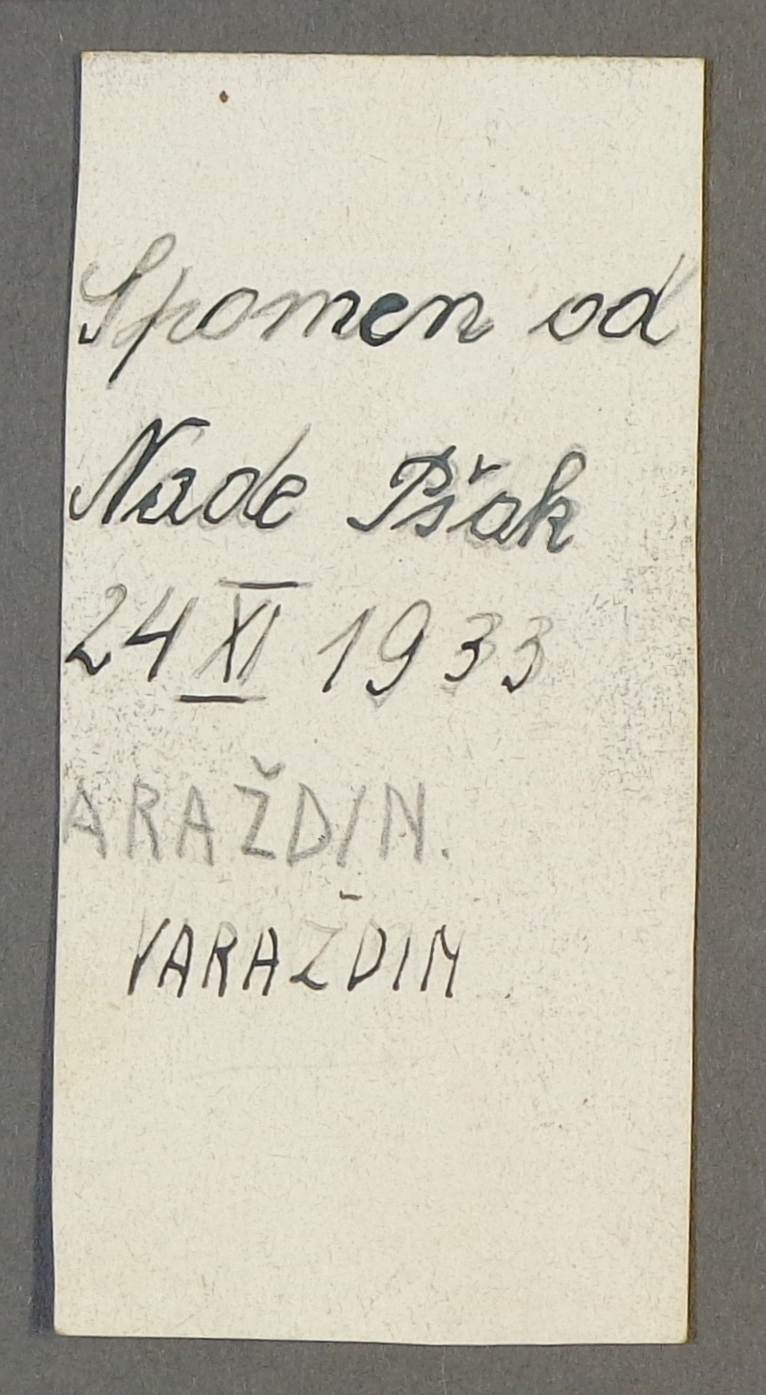 Spomen od
Nade Pšak
24 XI 1933
ARAŽDIN.
VARAŽDIN